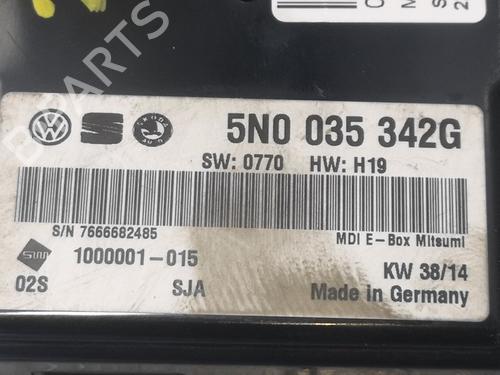 5N0 035 342G
SW: 0770 HW: H19
S/N 7666682485
MDI E-Box Mitsumi
1000001-015
KW 38/14
02S
SJA
Made in Germany
B-PARTS